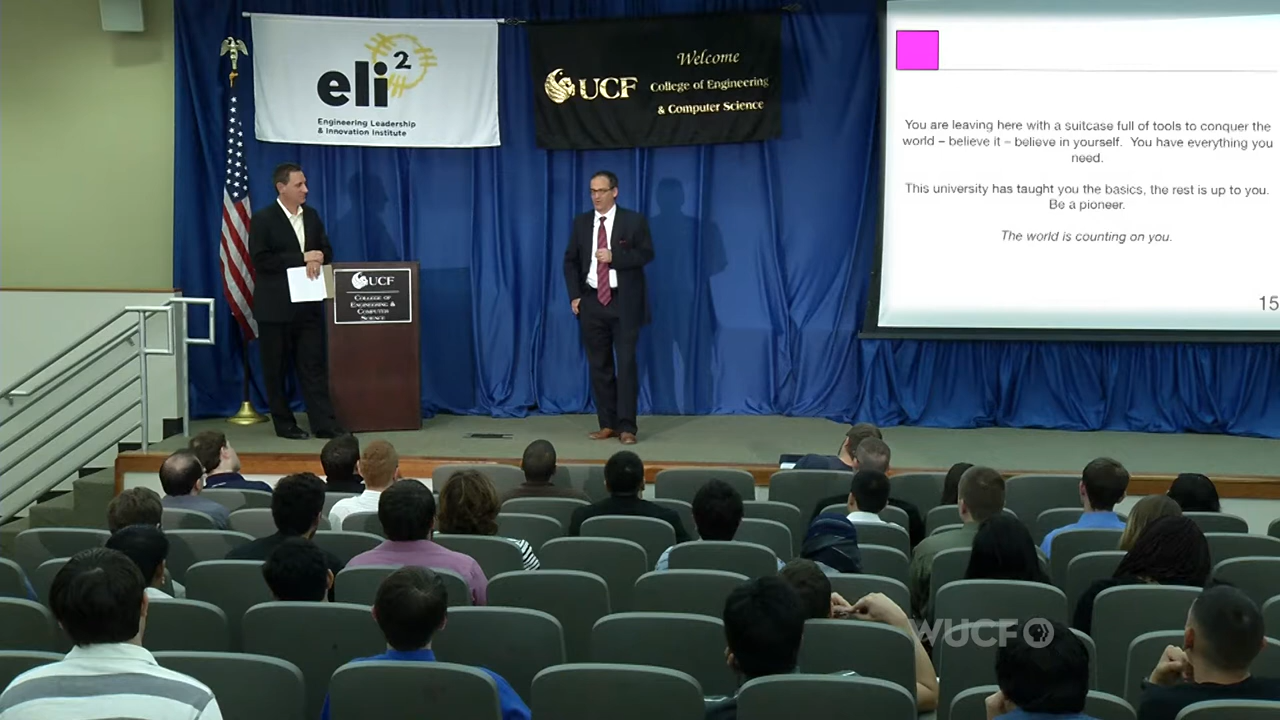 eli2
Engineering Leadership
& Innovation Institute
Welcome
UCF
College of Engineering
& Computer Science
UCF
College of
Engineering &
Computer
Science
You are leaving here with a suitcase full of tools to conquer the
world – believe it – believe in yourself. You have everything you
need.
This university has taught you the basics, the rest is up to you.
Be a pioneer.
The world is counting on you.
15
WUCF PBS